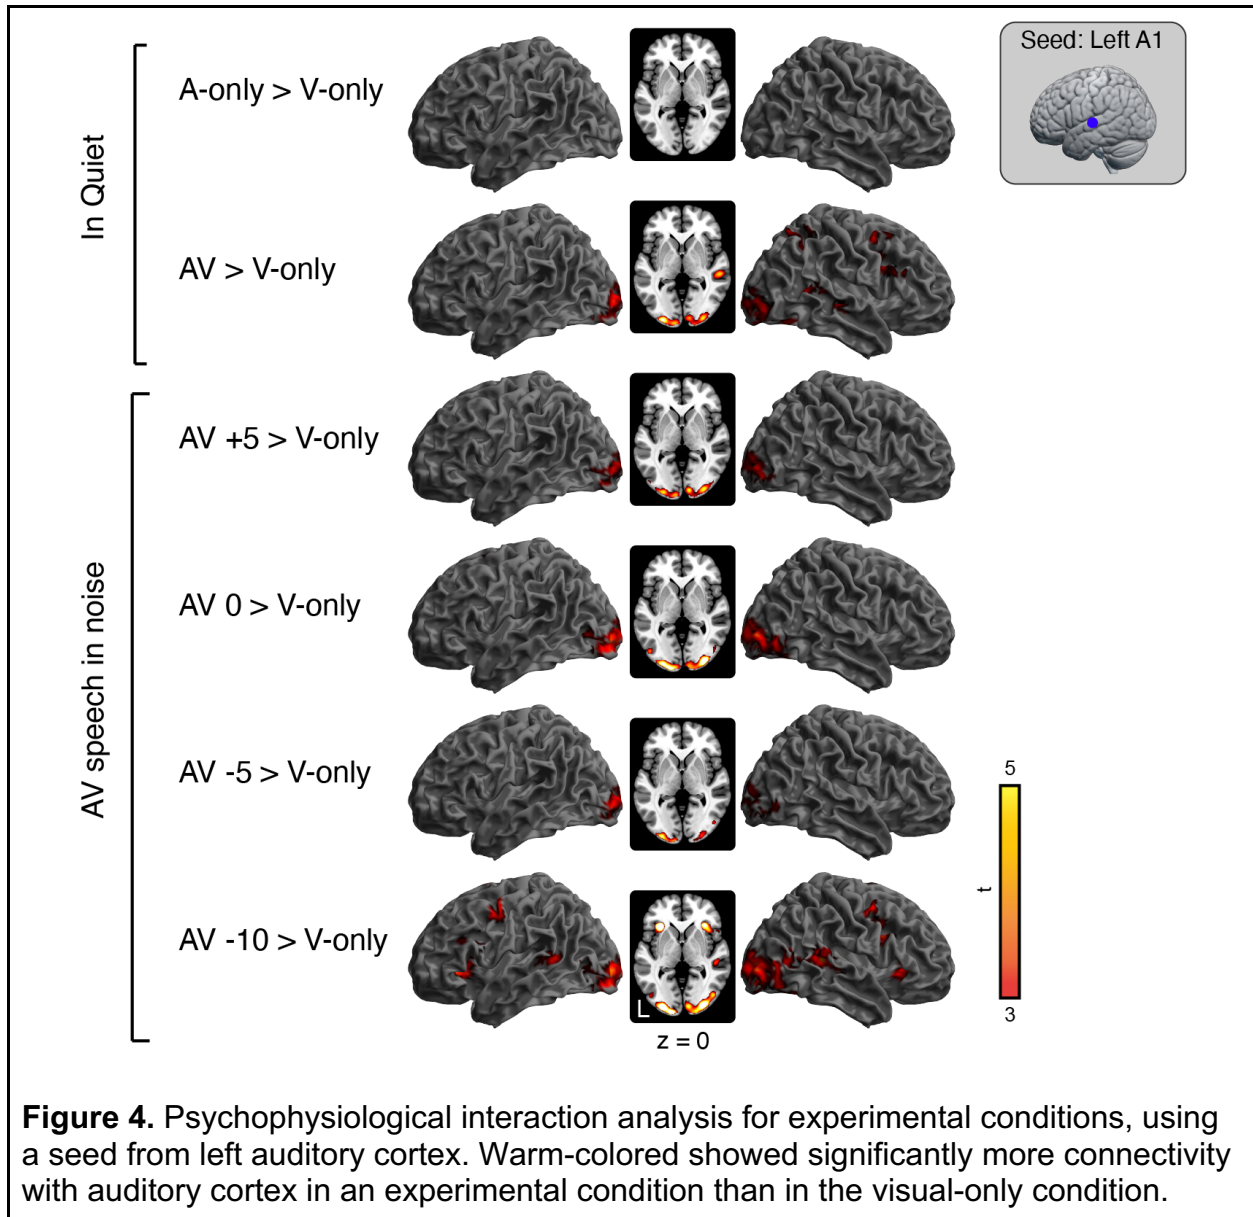 Seed: Left A1
In Quiet
A-only > V-only
AV > V-only
AV speech in noise
AV +5 > V-only
AV 0 > V-only
AV -5 > V-only
AV -10 > V-only
L
z = 0
5
t
3
Figure 4. Psychophysiological interaction analysis for experimental conditions, using
a seed from left auditory cortex. Warm-colored showed significantly more connectivity
with auditory cortex in an experimental condition than in the visual-only condition.